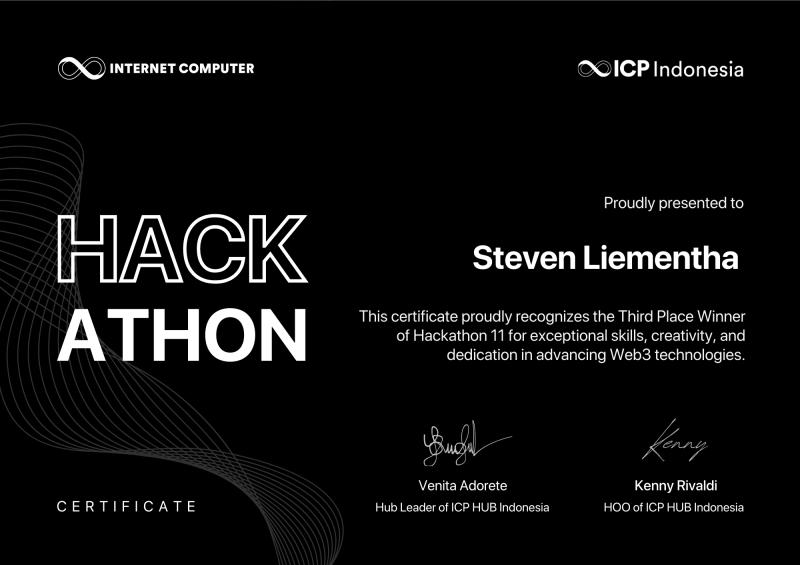 INTERNET COMPUTER
ICP Indonesia
HACK
ATHON
Proudly presented to
Steven Liementha
This certificate proudly recognizes the Third Place Winner
of Hackathon 11 for exceptional skills, creativity, and
dedication in advancing Web3 technologies.
Kenny
Venita Adorete
Kenny Rivaldi
Hub Leader of ICP HUB Indonesia
HOO of ICP HUB Indonesia
CERTIFICATE